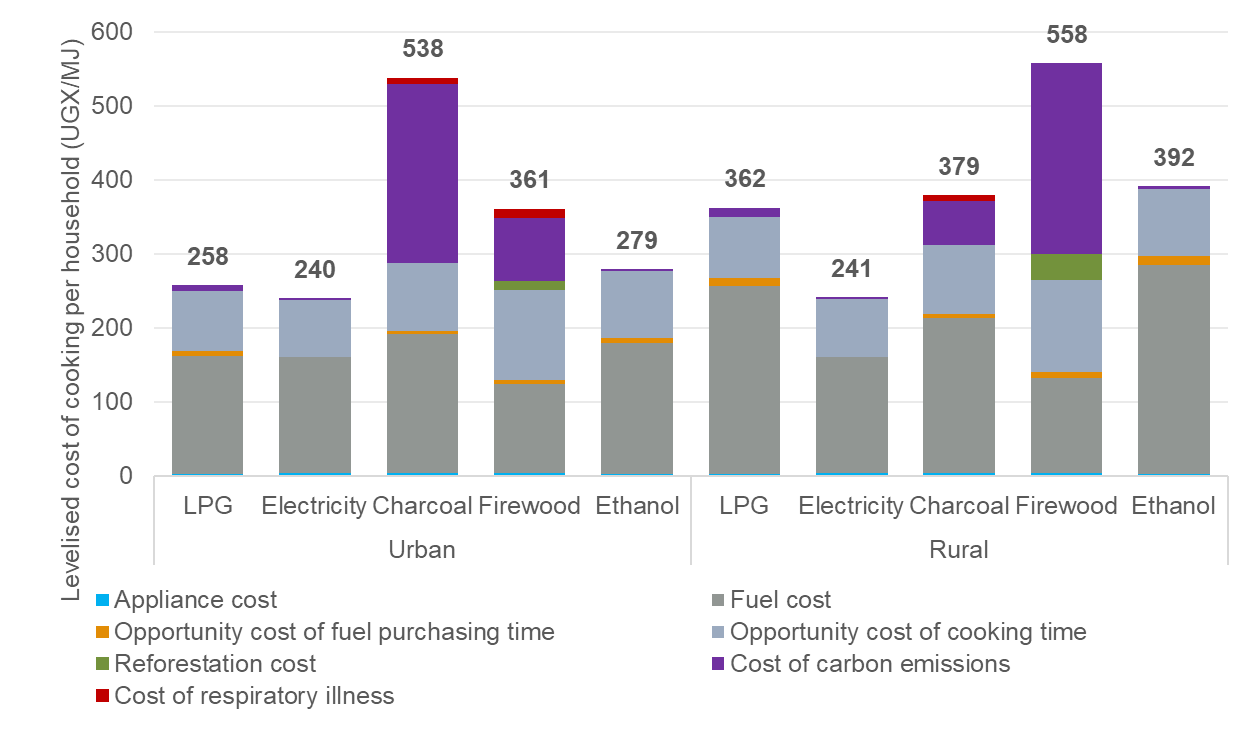 Levelised cost of cooking per household (UGX/MJ)
600
500
400
300
200
100
0
258
240
538
361
279
362
241
379
558
392
LPG Electricity Charcoal Firewood Ethanol LPG Electricity Charcoal Firewood Ethanol
Urban Rural
Appliance cost
Fuel cost
Opportunity cost of fuel purchasing time
Opportunity cost of cooking time
Reforestation cost
Cost of carbon emissions
Cost of respiratory illness